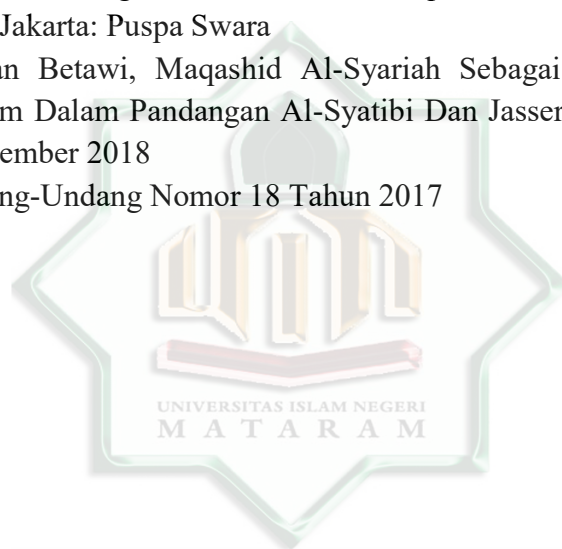 Jakarta: Puspa Swara
an Betawi, Maqashid Al-Syariah Sebagai
m Dalam Pandangan Al-Syatibi Dan Jasser
ember 2018
ng-Undang Nomor 18 Tahun 2017
UNIVERSITAS ISLAM NEGERI
MATARAM